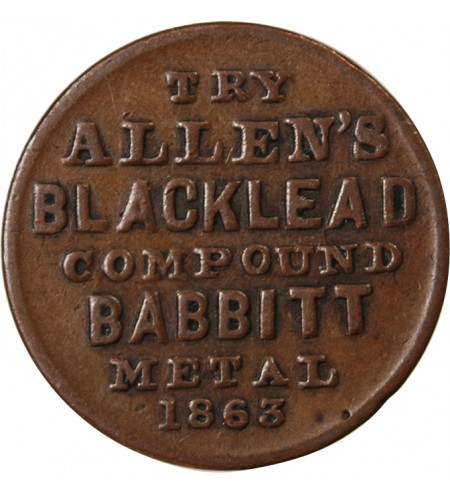 TRY
ALLEN'S
BLACKLEAD
COMPOUND
BABBITT
METAL
1863